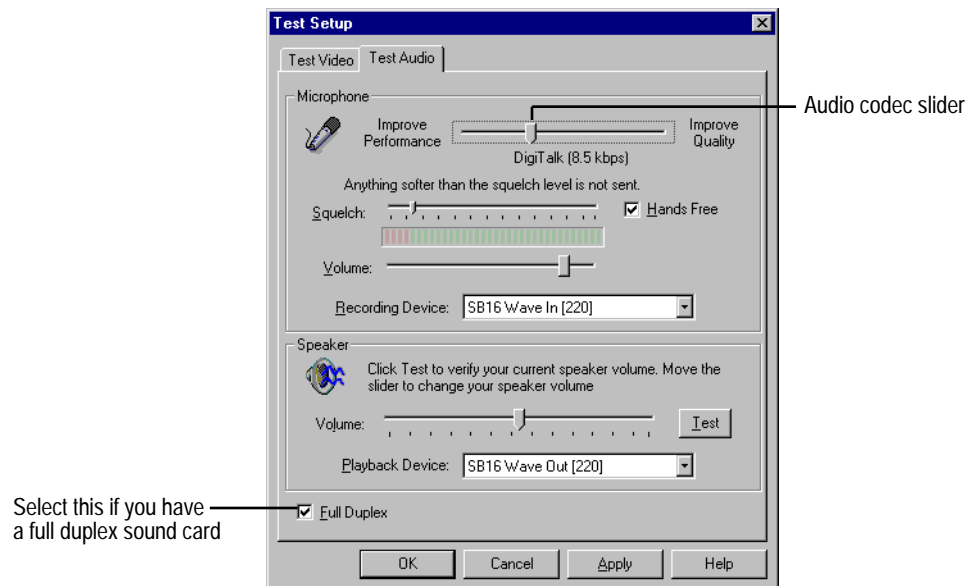 Test Setup
Test Video
Test Audio
Microphone
Audio codec slider
Improve
Performance
Improve
Quality
DigiTalk (8.5 kbps)
Anything softer than the squelch level is not sent.
Squelch:
Hands Free
Volume:
Recording Device:
SB16 Wave In [220]
Speaker
Click Test to verify your current speaker volume. Move the
slider to change your speaker volume
Volume:
Test
Playback Device:
SB16 Wave Out [220]
Select this if you have
a full duplex sound card
Full Duplex
OK
Cancel
Apply
Help